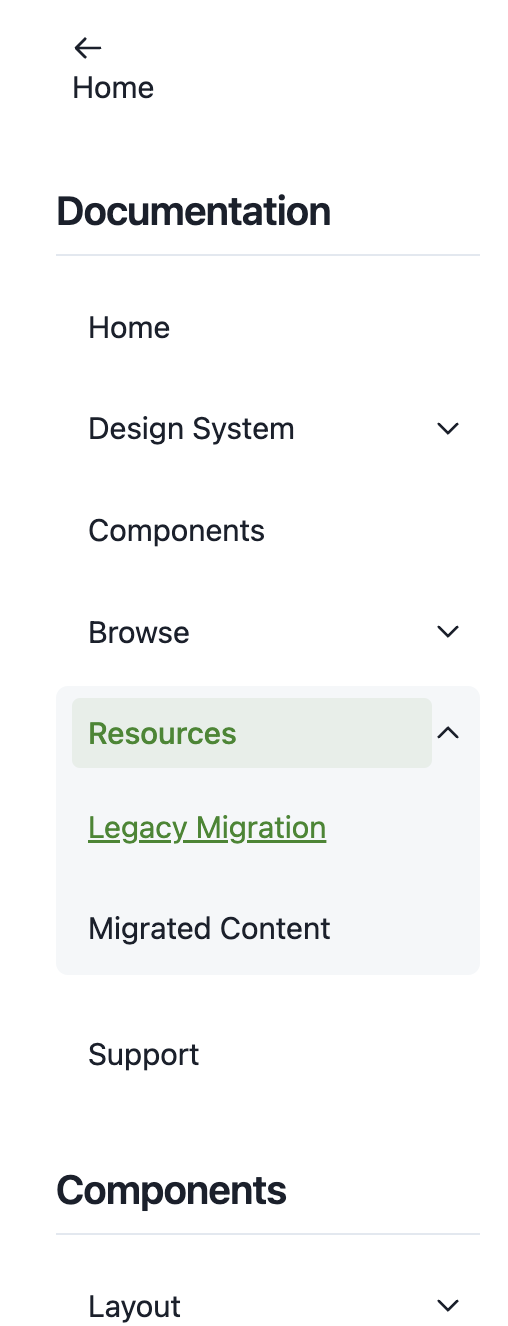 Home
Documentation
Home
Design System
Components
Browse
Resources
Legacy Migration
Migrated Content
Support
Components
Layout